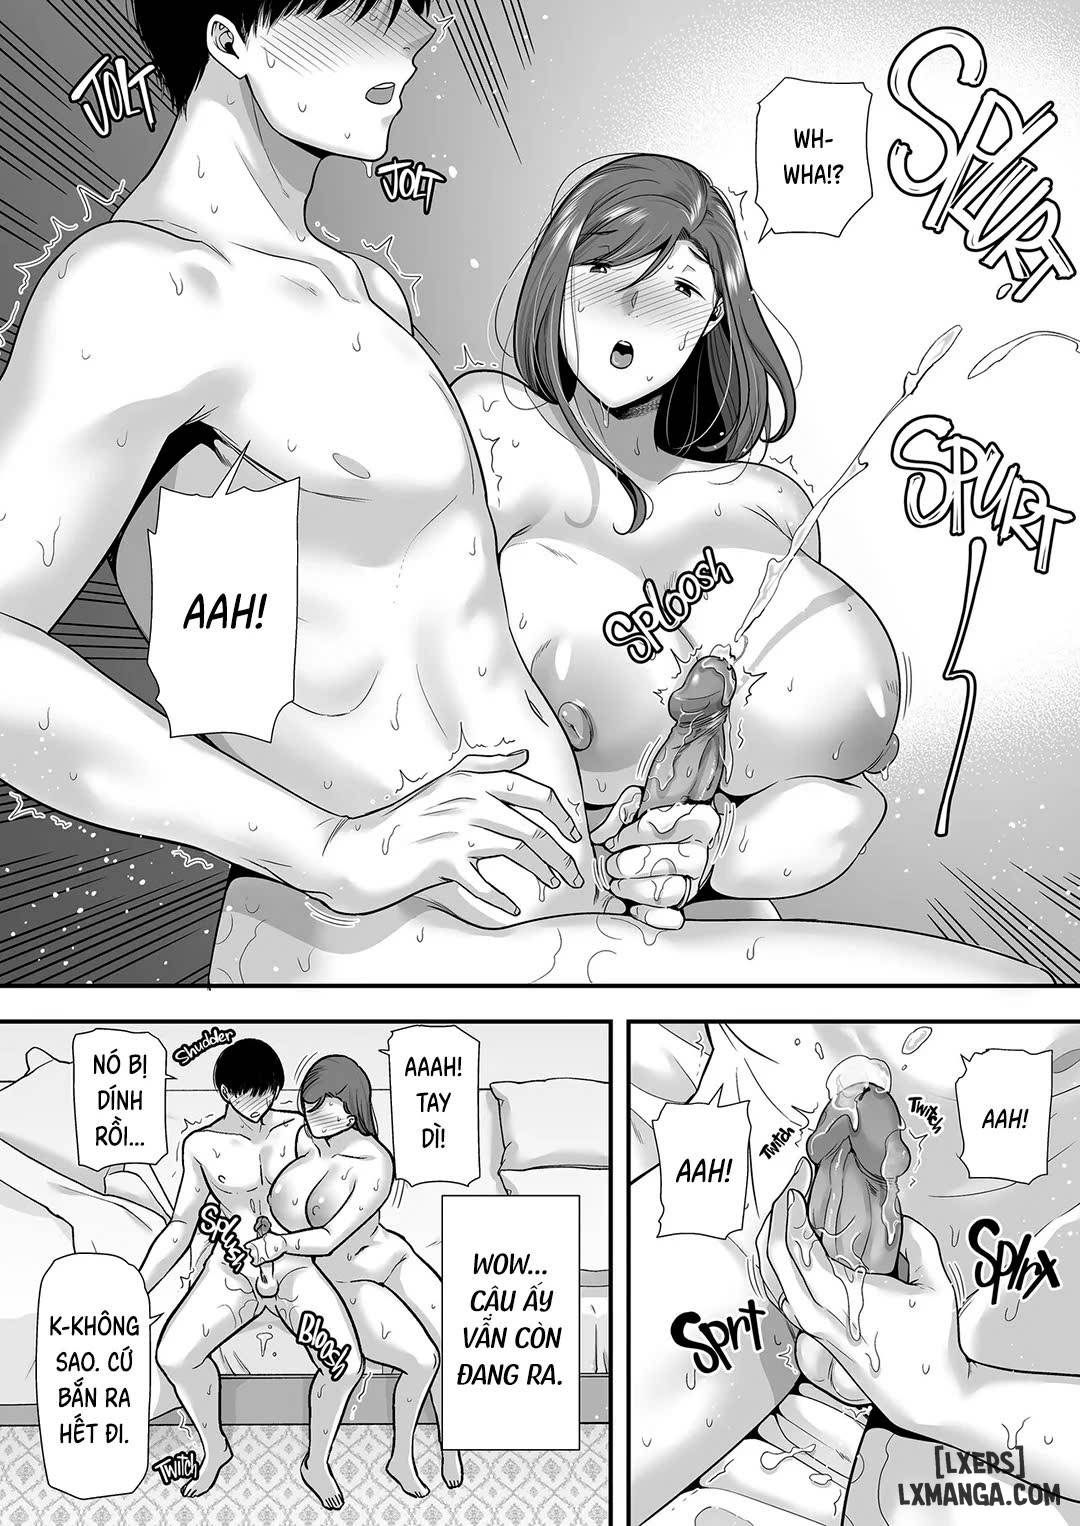 JOLT
JOLT
WH-
WHA!?
SPLURT
SPURT
SPLOOSH
AAH!
NÓ BỊ
DÍNH
RỒI...
Shudder
AAAH!
TAY
DÌ!
SPLUSH
Bloosh
WOW...
CẬU ẤY
VẪN CÒN
ĐANG RA.
K-KHÔNG
SAO. CỨ
BẮN RA
HẾT ĐI.
TWITCH
AAH!
AAH!
TWITCH
TWITCH
Sprt
Splrx
[LXERS]
LXMANGA.COM